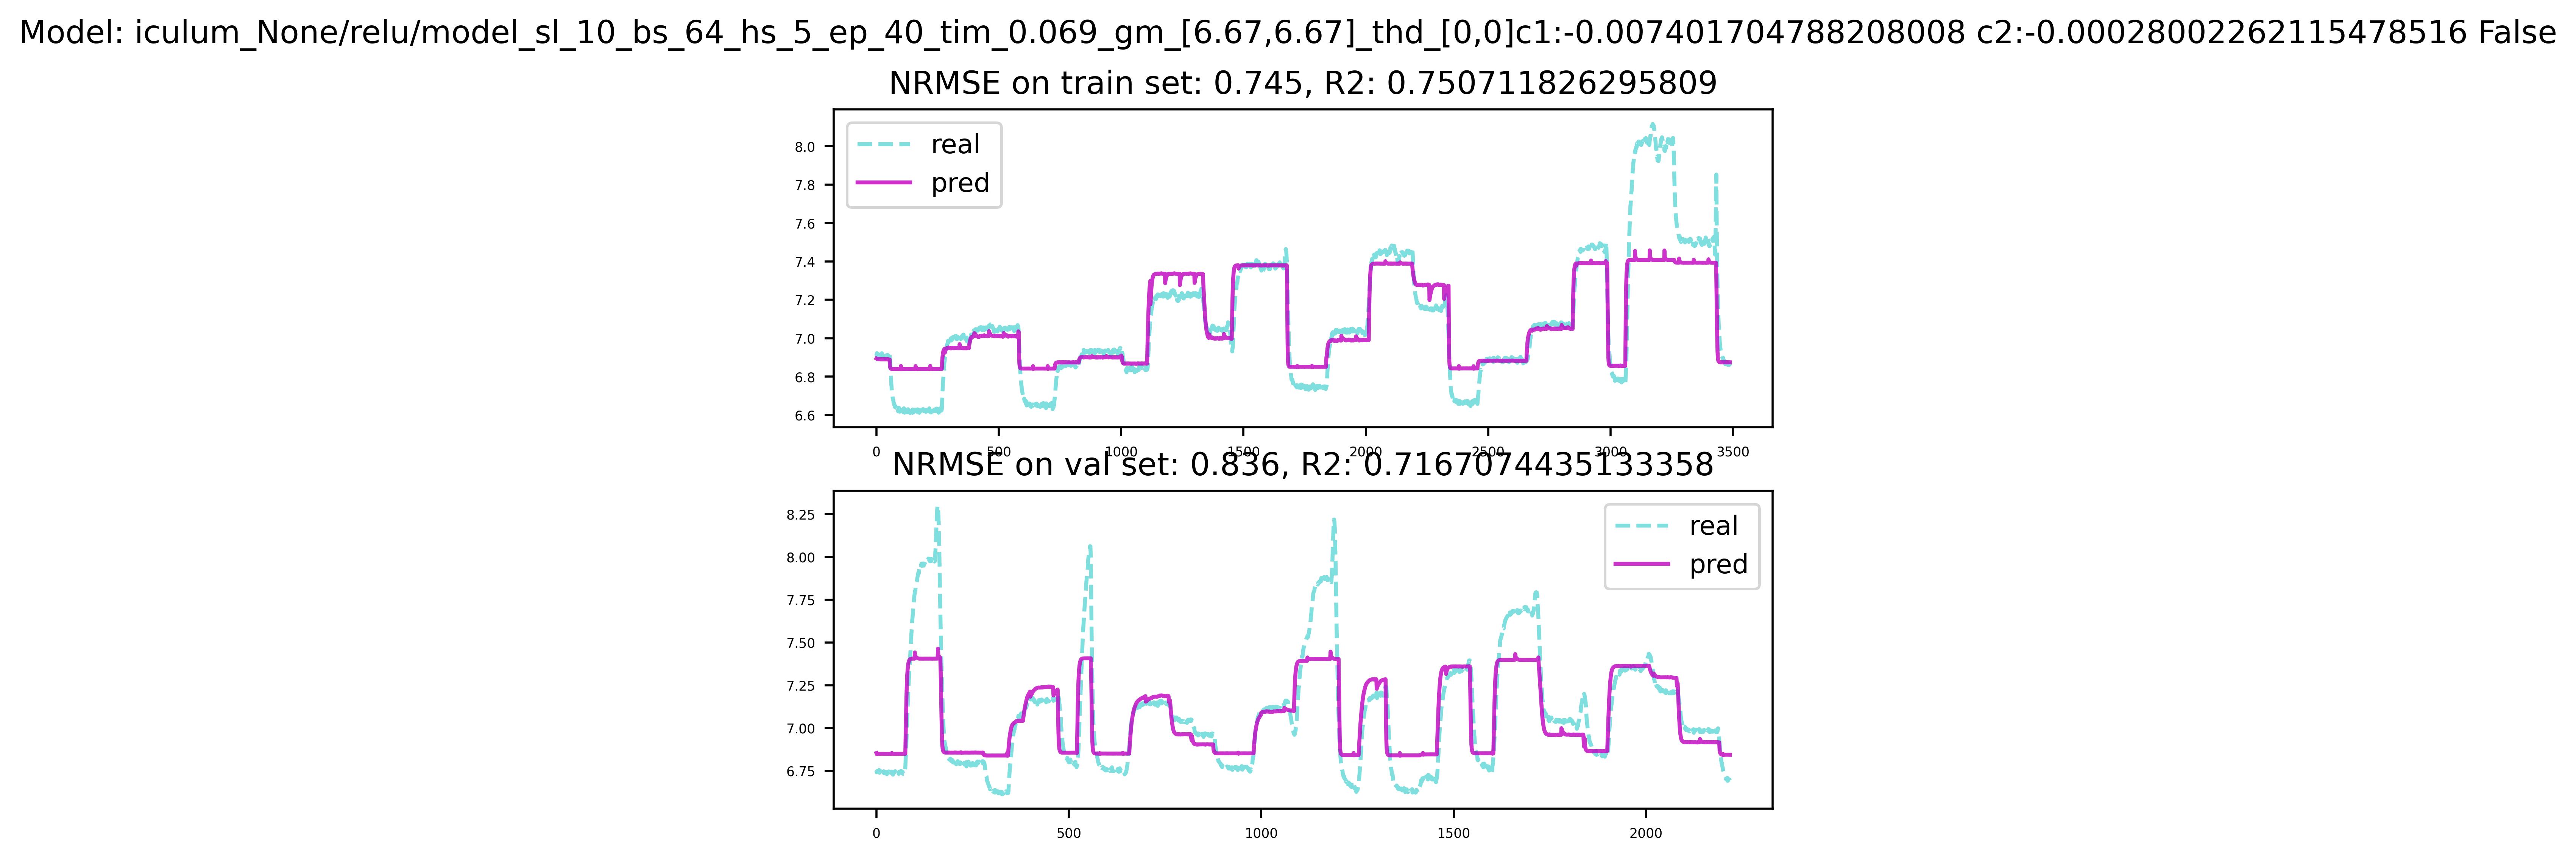 Model: iculum_None/relu/model_sl_10_bs_64_hs_5_ep_40_tim_0.069_gm_[6.67,6.67]_thd_[0,0]c1:-0.007401704788208008 c2:-0.00028002262115478516 False
NRMSE on train set: 0.745, R2: 0.750711826295809
real
pred
8.0
7.8
7.6
7.4
7.2
7.0
6.8
6.6
0 500 1000 1500 2000 2500 3000 3500
NRMSE on val set: 0.836, R2: 0.7167074435133358
real
pred
8.25
8.00
7.75
7.50
7.25
7.00
6.75
0 500 1000 1500 2000